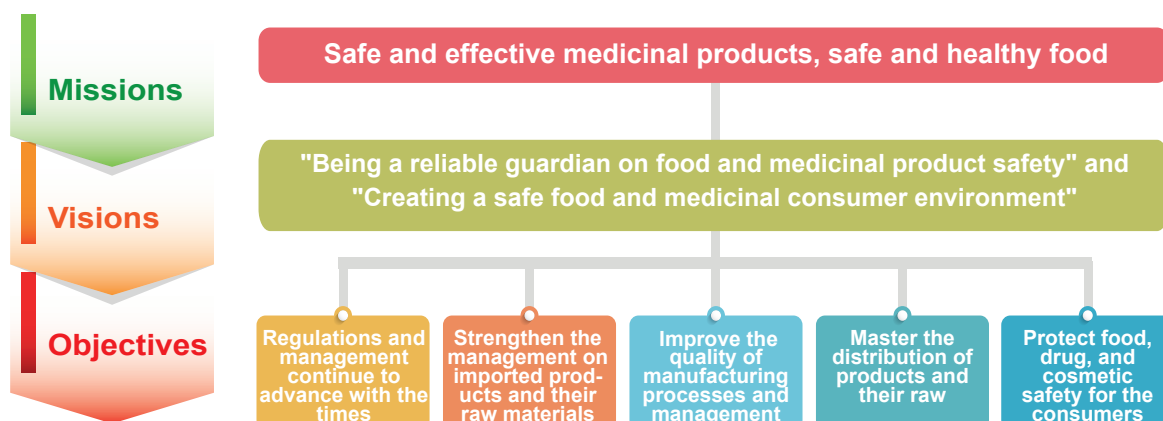 Missions
Safe and effective medicinal products, safe and healthy food
Visions
"Being a reliable guardian on food and medicinal product safety" and
"Creating a safe food and medicinal consumer environment"
Objectives
Regulations and
management
continue to
advance with the
times
Strengthen the
management on
imported prod-
ucts and their
raw materials
Improve the
quality of
manufacturing
processes and
management
Master the
distribution of
products and
their raw
Protect food,
drug, and
cosmetic
safety for the
consumers